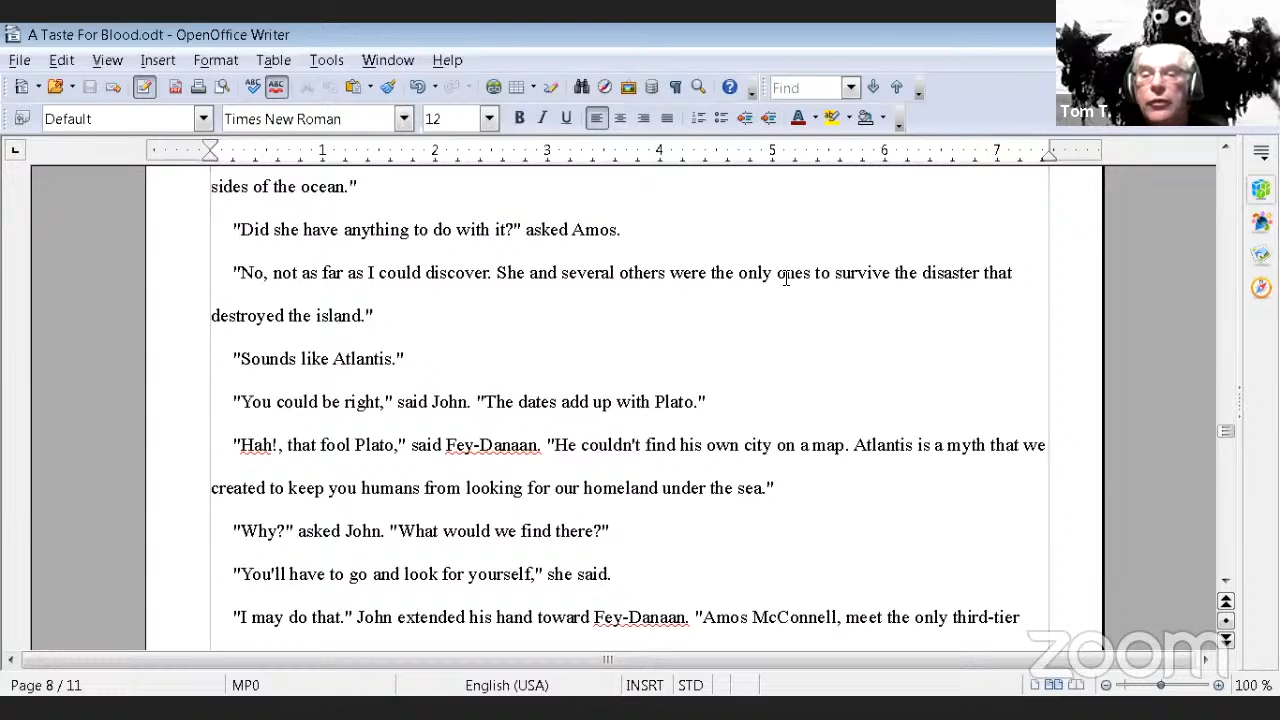 A Taste For Blood.odt - OpenOffice Writer
File Edit View Insert Format Table Tools Window Help
Find
Default Times New Roman 12 B I U
Tom T.
1 2 3 4 5 6 7
sides of the ocean."
"Did she have anything to do with it?" asked Amos.
"No, not as far as I could discover. She and several others were the only ones to survive the disaster that
destroyed the island."
"Sounds like Atlantis."
"You could be right," said John. "The dates add up with Plato."
"Hah!, that fool Plato," said Fey-Danaan. "He couldn't find his own city on a map. Atlantis is a myth that we
created to keep you humans from looking for our homeland under the sea."
"Why?" asked John. "What would we find there?"
"You'll have to go and look for yourself," she said.
"I may do that." John extended his hand toward Fey-Danaan. "Amos McConnell, meet the only third-tier
zoom
Page 8 / 11 MP0 English (USA) INSRT STD 100 %